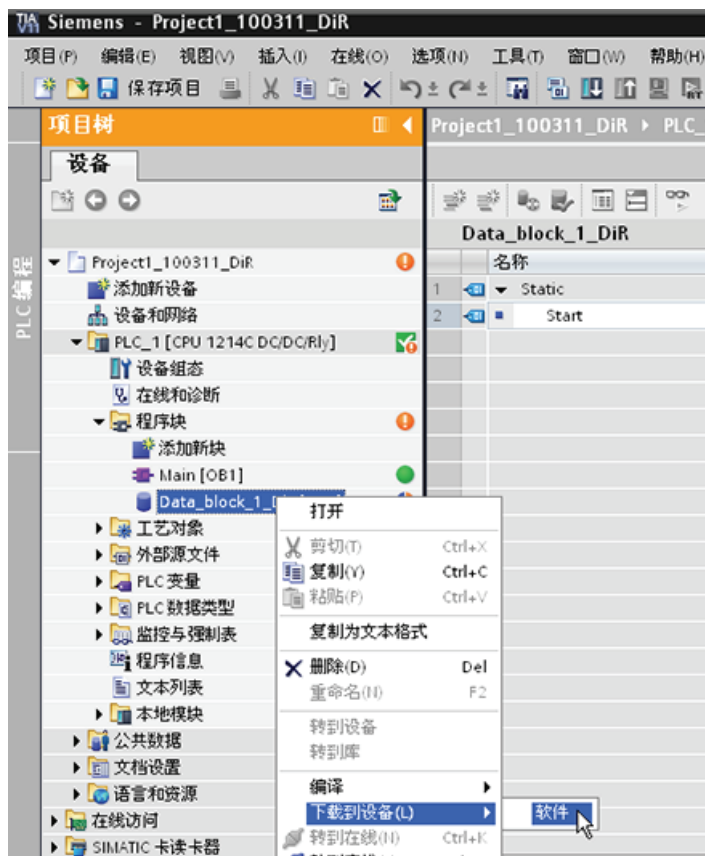 Siemens - Project1_100311_DiR
项目(P) 编辑(E) 视图(V) 插入(I) 在线(O) 选项(N) 工具(T) 窗口(W) 帮助(H)
保存项目
项目树
Project1_100311_DiR ▸ PLC_
设备
Data_block_1_DiR
PLC 编程
Project1_100311_DiR
添加新设备
设备和网络
PLC_1 [CPU 1214C DC/DC/Rly]
设备组态
在线和诊断
程序块
添加新块
Main [OB1]
Data_block_1_
工艺对象
外部源文件
PLC 变量
PLC 数据类型
监控与强制表
程序信息
文本列表
本地模块
公共数据
文档设置
语言和资源
在线访问
SIMATIC 卡读卡器
名称
1 Static
2 Start
打开
剪切(T) Ctrl+X
复制(Y) Ctrl+C
粘贴(P) Ctrl+V
复制为文本格式
删除(D) Del
重命名(N) F2
转到设备
转到库
编译
下载到设备(L)
软件
转到在线(N) Ctrl+K